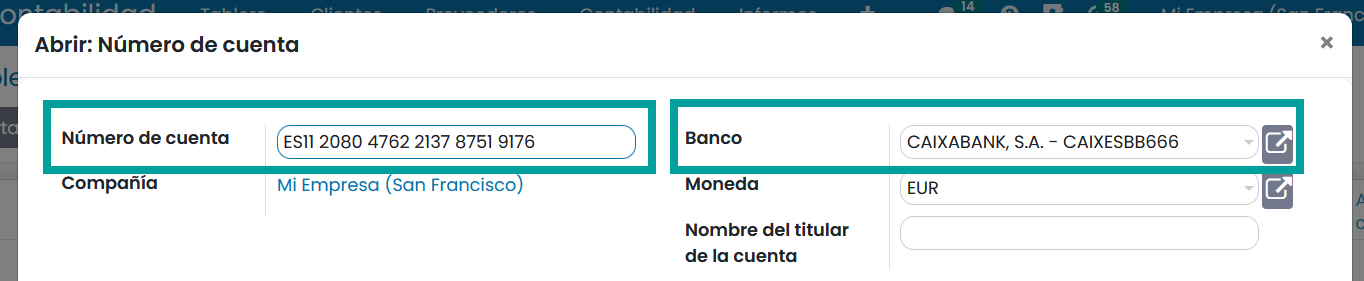 ontabilidad Tablero Clientes Proveedores Contabilidad Informes 14 58 Mi Empresa (San Franc
Abrir: Número de cuenta ×
Número de cuenta ES11 2080 4762 2137 8751 9176
Banco CAIXABANK, S.A. - CAIXESBB666
Compañía Mi Empresa (San Francisco)
Moneda EUR
Nombre del titular
de la cuenta